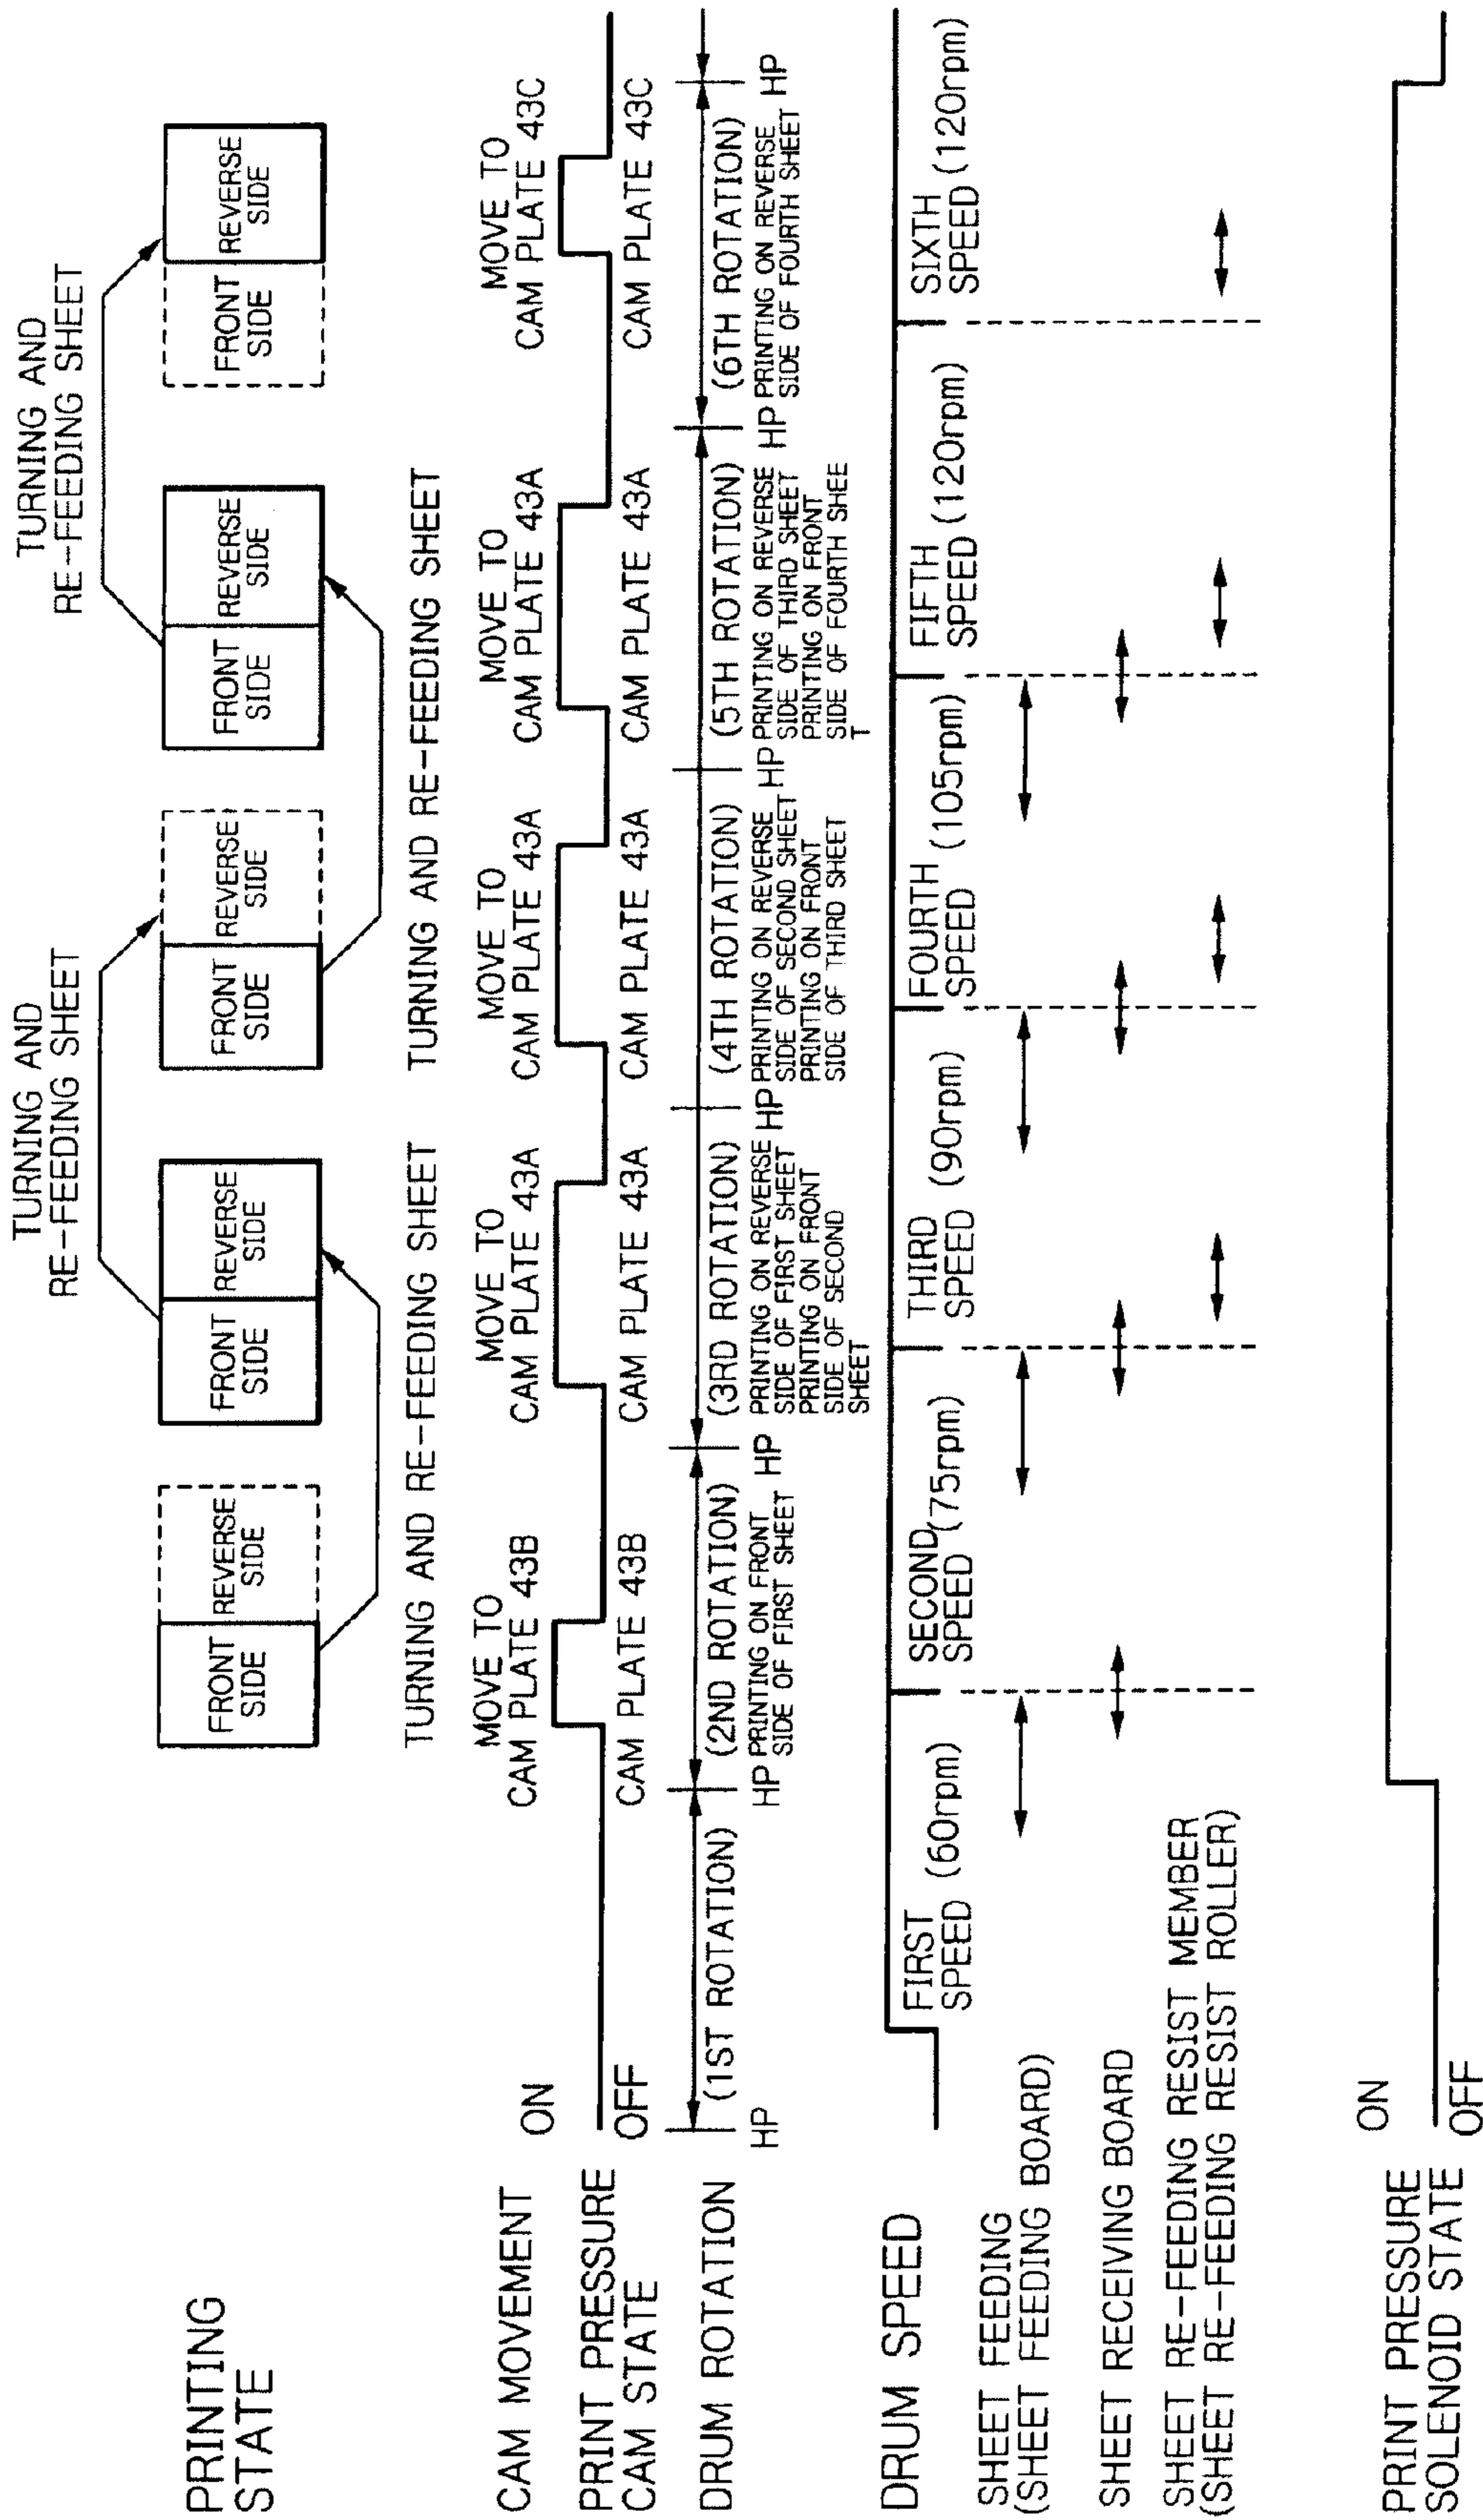 TURNING AND
RE-FEEDING SHEET
TURNING AND
RE-FEEDING SHEET
PRINTING
STATE
FRONT
SIDE
REVERSE
SIDE
FRONT
SIDE
REVERSE
SIDE
FRONT
SIDE
REVERSE
SIDE
FRONT
SIDE
REVERSE
SIDE
FRONT
SIDE
REVERSE
SIDE
TURNING AND RE-FEEDING SHEET
TURNING AND RE-FEEDING SHEET
CAM MOVEMENT
MOVE TO
CAM PLATE 43B
MOVE TO
CAM PLATE 43A
MOVE TO
CAM PLATE 43A
MOVE TO
CAM PLATE 43A
MOVE TO
CAM PLATE 43C
PRINT PRESSURE
CAM STATE
ON
OFF
CAM PLATE 43B
CAM PLATE 43A
CAM PLATE 43A
CAM PLATE 43A
CAM PLATE 43C
DRUM ROTATION
(1ST ROTATION)
(2ND ROTATION)
(3RD ROTATION)
(4TH ROTATION)
(5TH ROTATION)
(6TH ROTATION)
HP
HP
PRINTING ON FRONT
SIDE OF FIRST SHEET
HP
PRINTING ON REVERSE
SIDE OF FIRST SHEET
PRINTING ON FRONT
SIDE OF SECOND
SHEET
HP
PRINTING ON REVERSE
SIDE OF SECOND SHEET
PRINTING ON FRONT
SIDE OF THIRD SHEET
HP
PRINTING ON REVERSE
SIDE OF THIRD SHEET
PRINTING ON FRONT
SIDE OF FOURTH SHEE
T
HP
PRINTING ON REVERSE
SIDE OF FOURTH SHEET
HP
DRUM SPEED
FIRST
SPEED (60rpm)
SECOND
SPEED (75rpm)
THIRD
SPEED (90rpm)
FOURTH
SPEED (105rpm)
FIFTH
SPEED (120rpm)
SIXTH
SPEED (120rpm)
SHEET FEEDING
(SHEET FEEDING BOARD)
SHEET RECEIVING BOARD
SHEET RE-FEEDING RESIST MEMBER
(SHEET RE-FEEDING RESIST ROLLER)
PRINT PRESSURE
SOLENOID STATE
ON
OFF